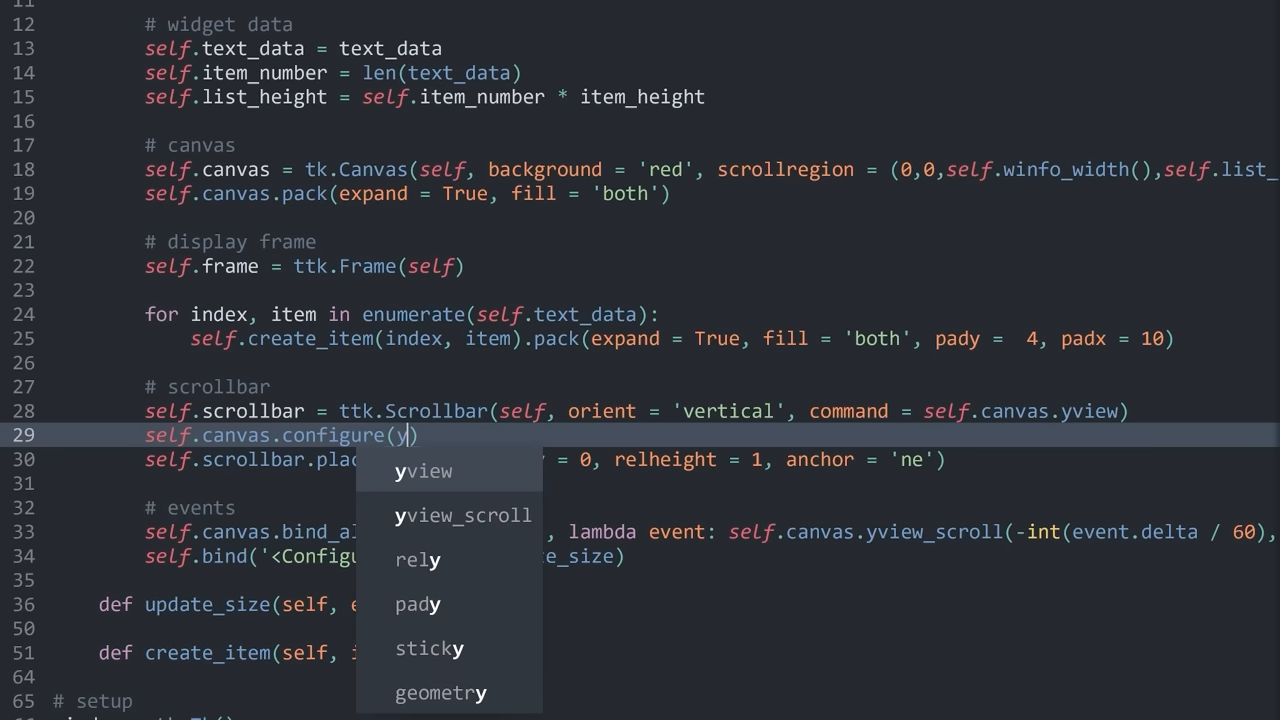 11
12 # widget data
13 self.text_data = text_data
14 self.item_number = len(text_data)
15 self.list_height = self.item_number * item_height
16
17 # canvas
18 self.canvas = tk.Canvas(self, background = 'red', scrollregion = (0,0,self.winfo_width(),self.list_
19 self.canvas.pack(expand = True, fill = 'both')
20
21 # display frame
22 self.frame = ttk.Frame(self)
23
24 for index, item in enumerate(self.text_data):
25 self.create_item(index, item).pack(expand = True, fill = 'both', pady =  4, padx = 10)
26
27 # scrollbar
28 self.scrollbar = ttk.Scrollbar(self, orient = 'vertical', command = self.canvas.yview)
29 self.canvas.configure(y)
30 self.scrollbar.plac = 0, relheight = 1, anchor = 'ne')
31
32 # events
33 self.canvas.bind_al , lambda event: self.canvas.yview_scroll(-int(event.delta / 60),
34 self.bind('<Configu e_size)
35
36 def update_size(self, e
50
51 def create_item(self, i
64
65 # setup
yview
yview_scroll
rely
pady
sticky
geometry